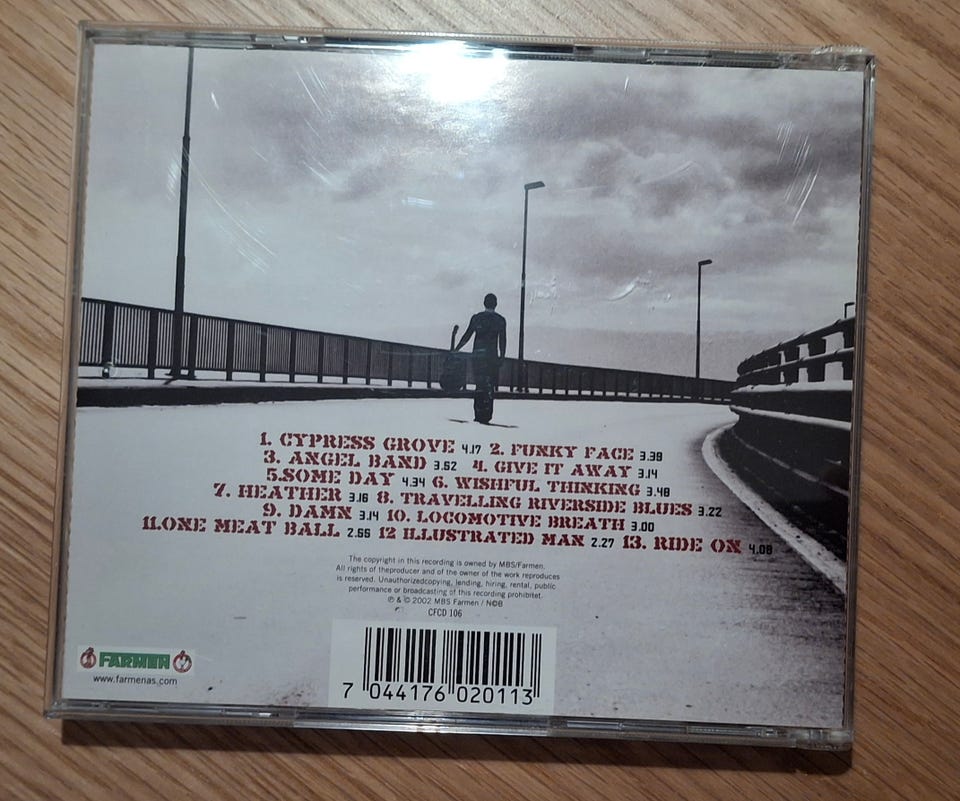 1. CYPRESS GROVE 4.17 2. FUNKY FACE 3.38
3. ANGEL BAND 3.52 4. GIVE IT AWAY 3.14
5.SOME DAY 4.34 6. WISHFUL THINKING 3.48
7. HEATHER 3.16 8. TRAVELLING RIVERSIDE BLUES 3.22
9. DAMN 3.14 10. LOCOMOTIVE BREATH 3.00
11.ONE MEAT BALL 2.55 12 ILLUSTRATED MAN 2.27 13. RIDE ON 4.08
The copyright in this recording is owned by MBS/Farmen.
All rights of theproducer and of the owner of the work reproduces
is reserved. Unauthorizedcopying, lending, hiring, rental, public
performance or broadcasting of this recording prohibitet.
℗ & © 2002 MBS Farmen / N©B
CFCD 106
FARMEN
www.farmenas.com
7 044176 020113